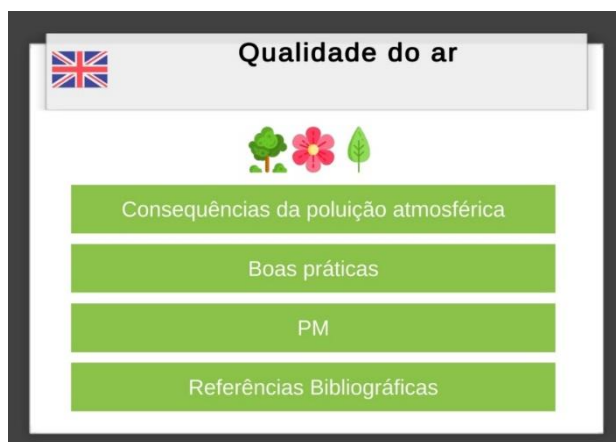 Qualidade do ar
Consequências da poluição atmosférica
Boas práticas
PM
Referências Bibliográficas